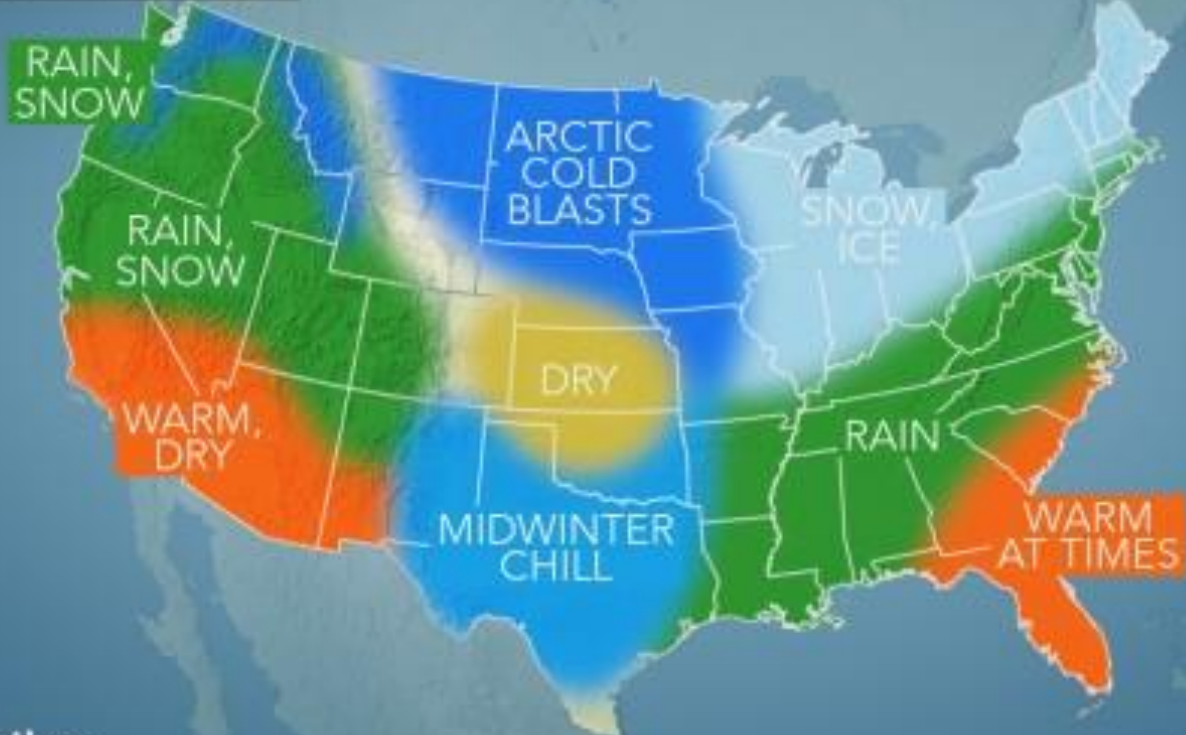 RAIN,
SNOW
ARCTIC
COLD
BLASTS
SNOW,
ICE
RAIN,
SNOW
DRY
WARM,
DRY
RAIN
MIDWINTER
CHILL
WARM
AT TIMES